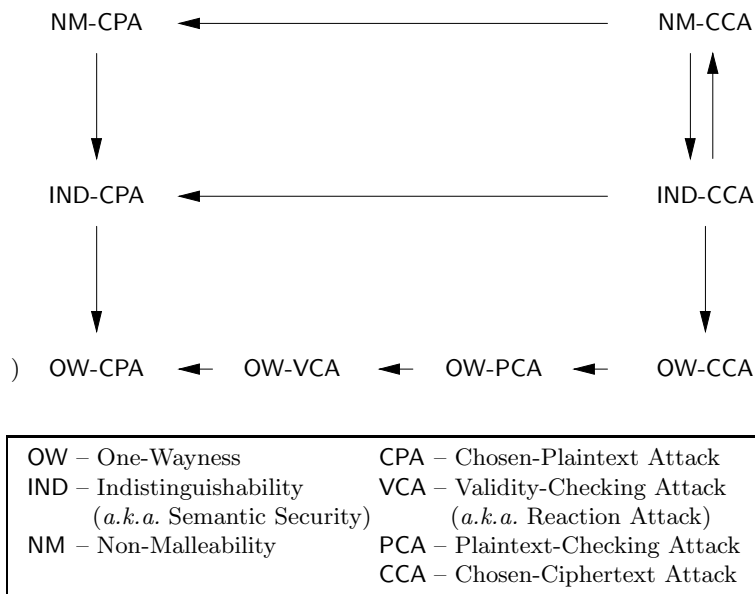 NM-CPA NM-CCA
IND-CPA IND-CCA
) OW-CPA OW-VCA OW-PCA OW-CCA
OW – One-Wayness CPA – Chosen-Plaintext Attack
IND – Indistinguishability VCA – Validity-Checking Attack
(a.k.a. Semantic Security) (a.k.a. Reaction Attack)
NM – Non-Malleability PCA – Plaintext-Checking Attack
CCA – Chosen-Ciphertext Attack